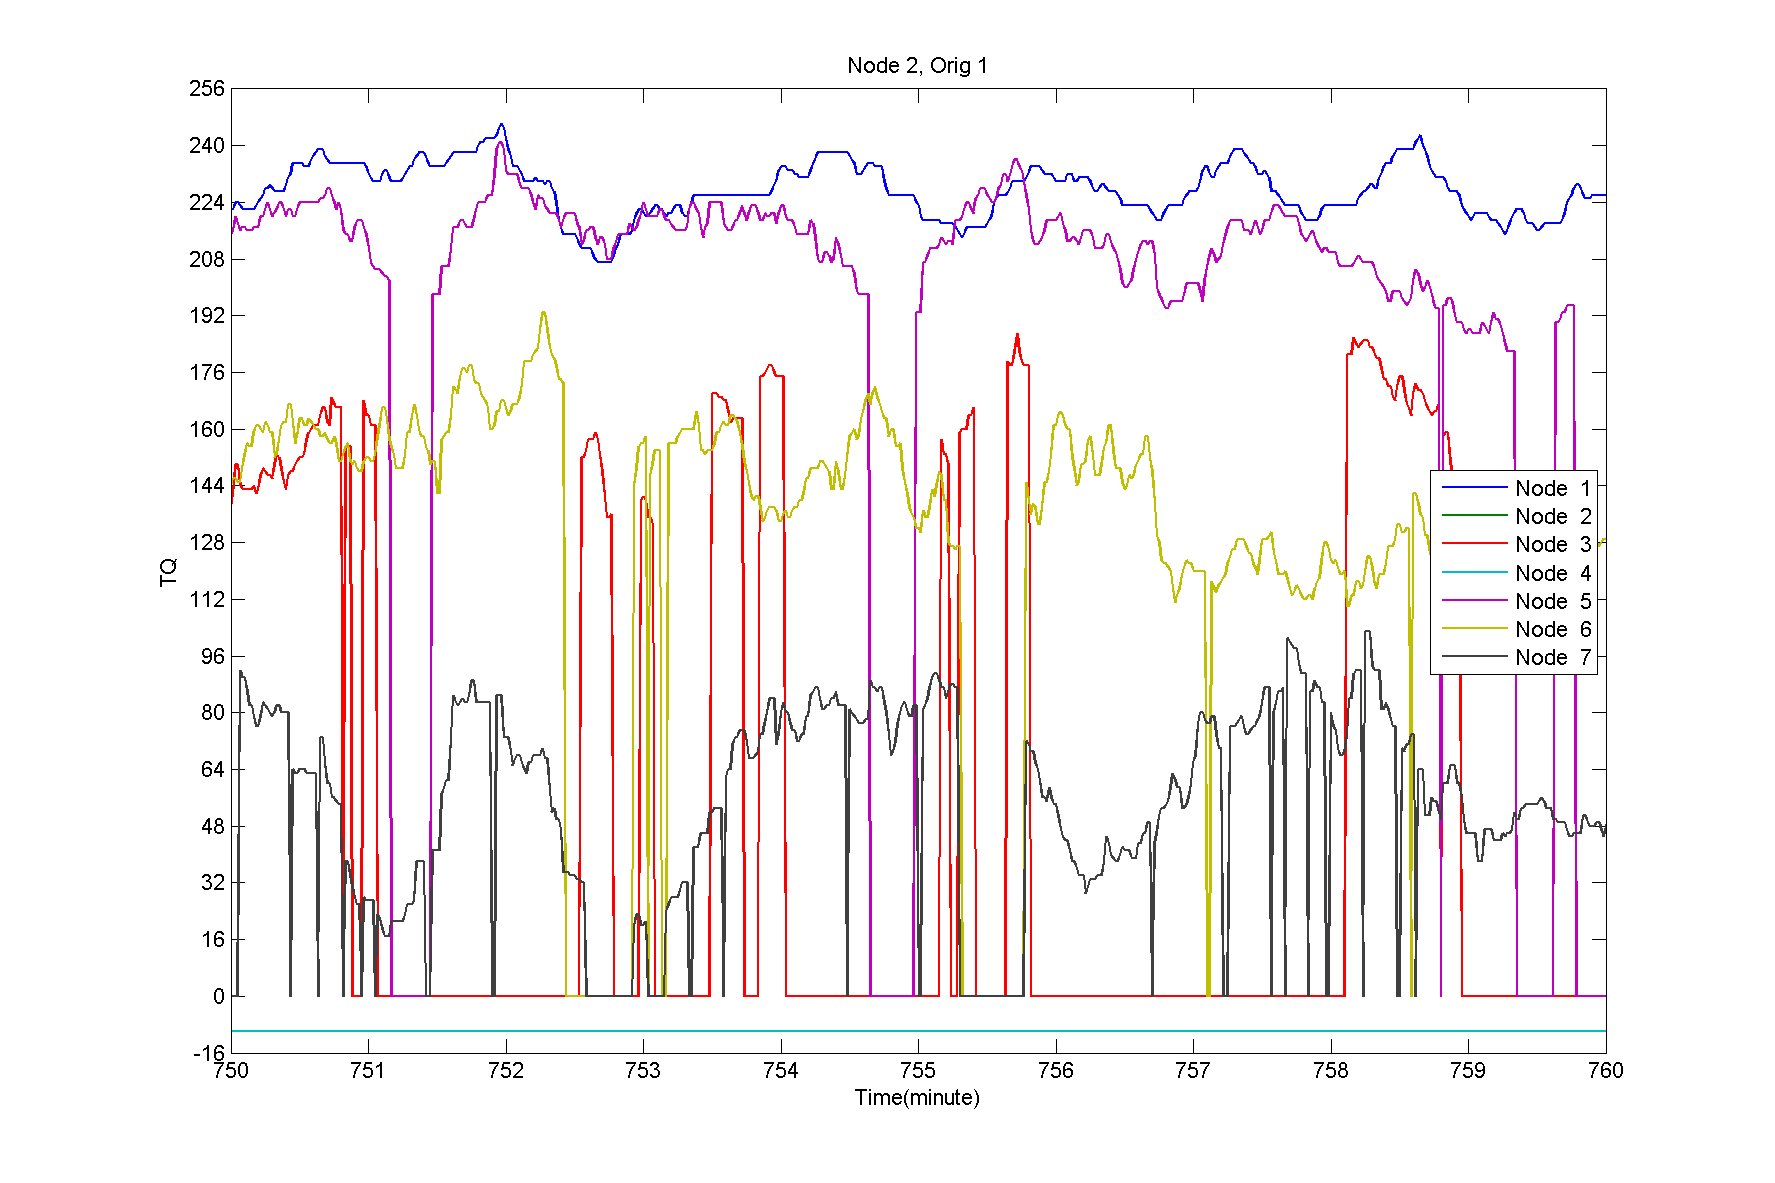 Node 2, Orig 1
256
240
224
208
192
176
160
144
128
112
96
80
64
48
32
16
0
-16
TQ
Node 1
Node 2
Node 3
Node 4
Node 5
Node 6
Node 7
750 751 752 753 754 755 756 757 758 759 760
Time(minute)